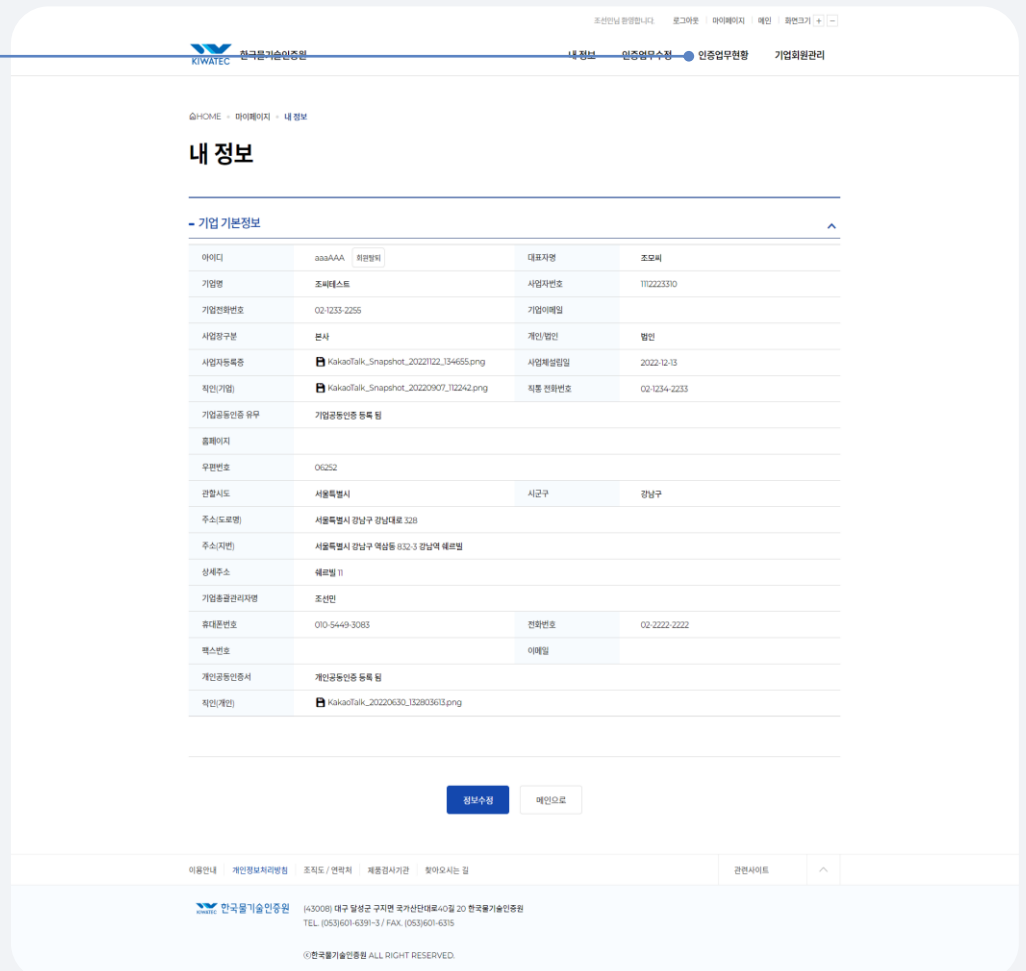 조선인님 환영합니다. 로그아웃 마이페이지 메인 화면크기 + -
KIWATEC 한국물기술인증원 내 정보 인증업무수정 인증업무현황 기업회원관리
HOME 마이페이지 내 정보
내 정보
기업 기본정보
아이디 aaaAAA 회원탈퇴 대표자명 조모씨
기업명 조씨테스트 사업자번호 1112223310
기업전화번호 02-1233-2255 기업이메일
사업장구분 본사 개인/법인 법인
사업자등록증 KakaoTalk_Snapshot_20221122_134655.png 사업체설립일 2022-12-13
직인(기업) KakaoTalk_Snapshot_20220907_112242.png 직통 전화번호 02-1234-2233
기업공동인증 유무 기업공동인증 등록 됨
홈페이지
우편번호 06252
관할시도 서울특별시 시군구 강남구
주소(도로명) 서울특별시 강남구 강남대로 328
주소(지번) 서울특별시 강남구 역삼동 832-3 강남역 쉐르빌
상세주소 쉐르빌 11
기업총괄관리자명 조선민
휴대폰번호 010-5449-3083 전화번호 02-2222-2222
팩스번호 이메일
개인공동인증서 개인공동인증 등록 됨
직인(개인) KakaoTalk_20220630_132803613.png
정보수정 메인으로
이용안내 개인정보처리방침 조직도 / 연락처 제품검사기관 찾아오시는 길 관련사이트
KIWATEC 한국물기술인증원 (43008) 대구 달성군 구지면 국가산단대로40길 20 한국물기술인증원
TEL. (053)601-6391~3 / FAX. (053)601-6315
ⓒ한국물기술인증원 ALL RIGHT RESERVED.